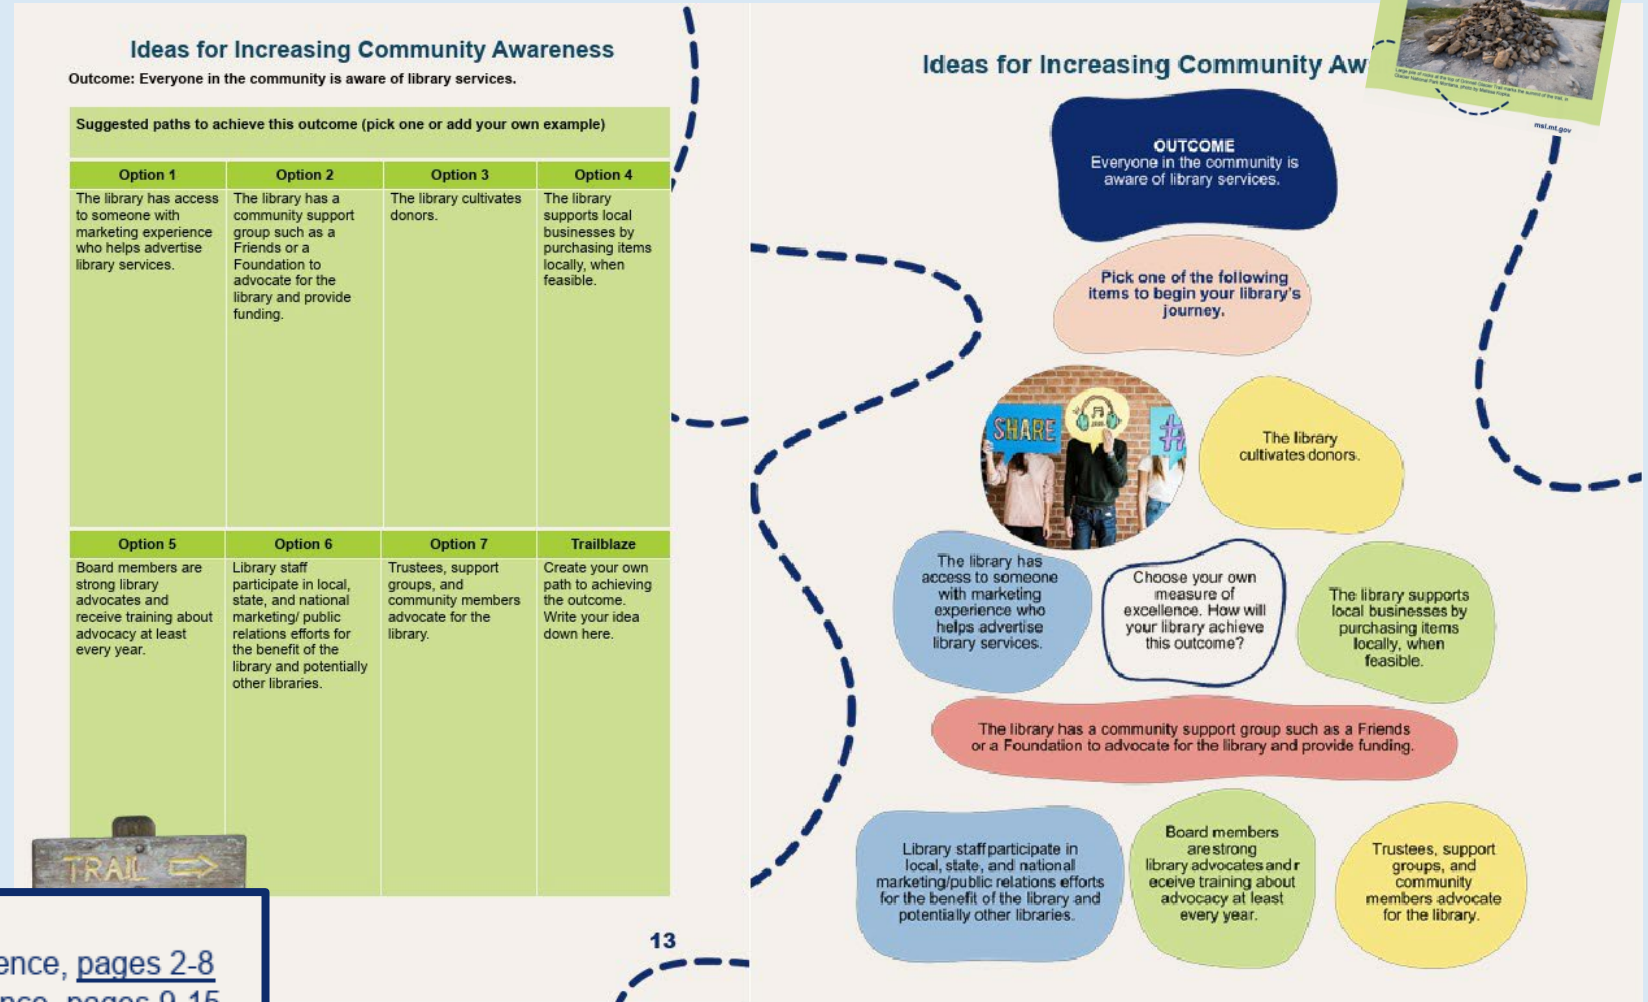 Ideas for Increasing Community Awareness
Outcome: Everyone in the community is aware of library services.
Suggested paths to achieve this outcome (pick one or add your own example)
Option 1
The library has access
to someone with
marketing experience
who helps advertise
library services.
Option 2
The library has a
community support
group such as a
Friends or a
Foundation to
advocate for the
library and provide
funding.
Option 3
The library cultivates
donors.
Option 4
The library
supports local
businesses by
purchasing items
locally, when
feasible.
Option 5
Board members are
strong library
advocates and
receive training about
advocacy at least
every year.
Option 6
Library staff
participate in local,
state, and national
marketing/ public
relations efforts for
the benefit of the
library and potentially
other libraries.
Option 7
Trustees, support
groups, and
community members
advocate for the
library.
Trailblaze
Create your own
path to achieving
the outcome.
Write your idea
down here.
TRAIL
ence, pages 2-8
nce, pages 9-15
13
Ideas for Increasing Community Aw
msl.mt.gov
OUTCOME
Everyone in the community is
aware of library services.
Pick one of the following
items to begin your library's
journey.
SHARE
#
The library
cultivates donors.
The library has
access to someone
with marketing
experience who
helps advertise
library services.
Choose your own
measure of
excellence. How will
your library achieve
this outcome?
The library supports
local businesses by
purchasing items
locally, when
feasible.
The library has a community support group such as a Friends
or a Foundation to advocate for the library and provide funding.
Library staff participate in
local, state, and national
marketing/public relations efforts
for the benefit of the library and
potentially other libraries.
Board members
are strong
library advocates and r
eceive training about
advocacy at least
every year.
Trustees, support
groups, and
community
members advocate
for the library.